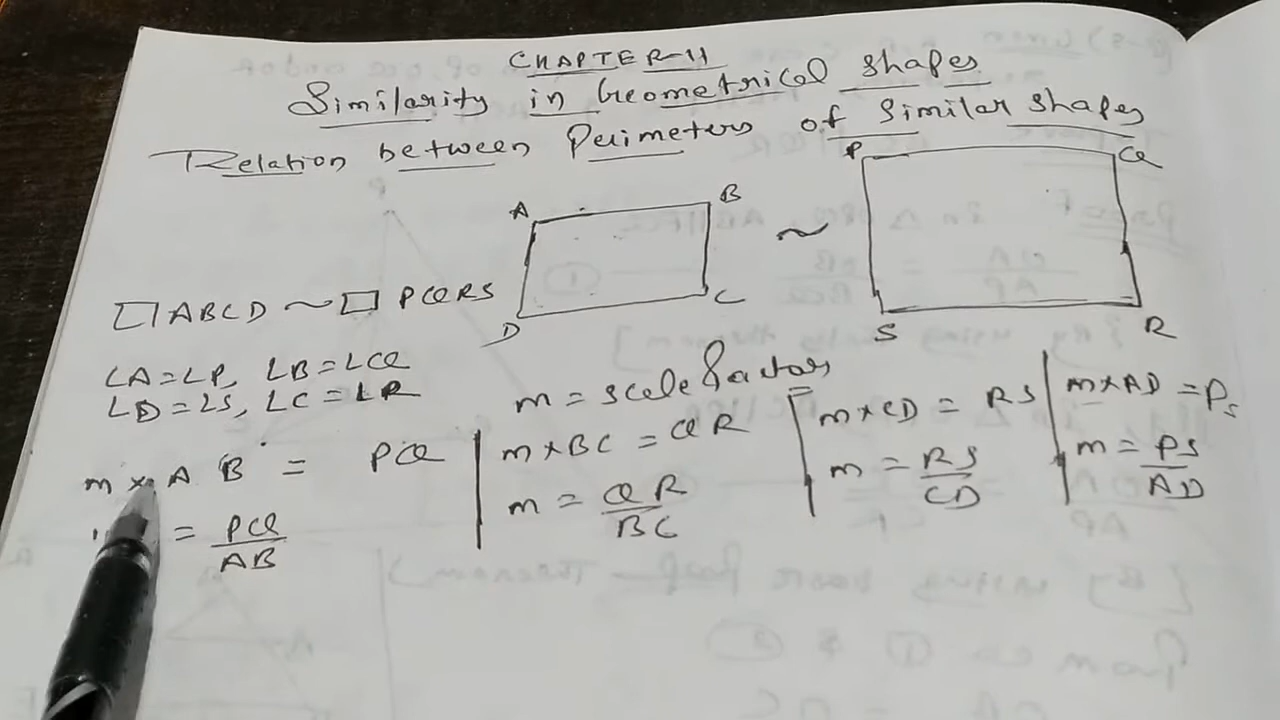 CHAPTER-11
Similarity in Geometrical shapes
Relation between Perimeters of Similar shapes
A B
D C
~
P Q
S R
□ABCD ~ □ PQRS
∠A=∠P, ∠B=∠Q
∠D=∠S, ∠C=∠R
m = scale factor
m × A B = PQ
= PQ/AB
m×BC = QR
m = QR/BC
m×CD = RS
m = RS/CD
m×AD = PS
m = PS/AD